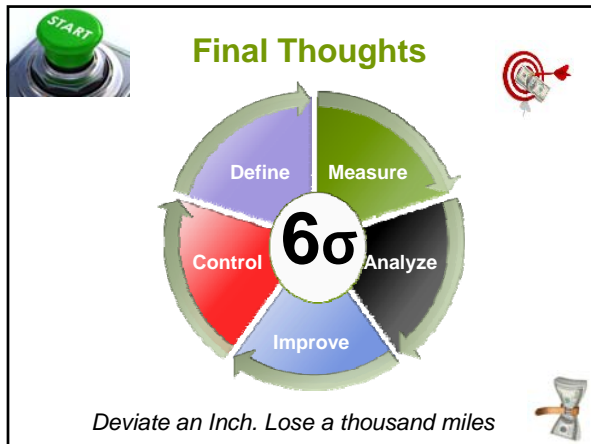 START
Final Thoughts
Define
Measure
6σ
Control
Analyze
Improve
Deviate an Inch. Lose a thousand miles